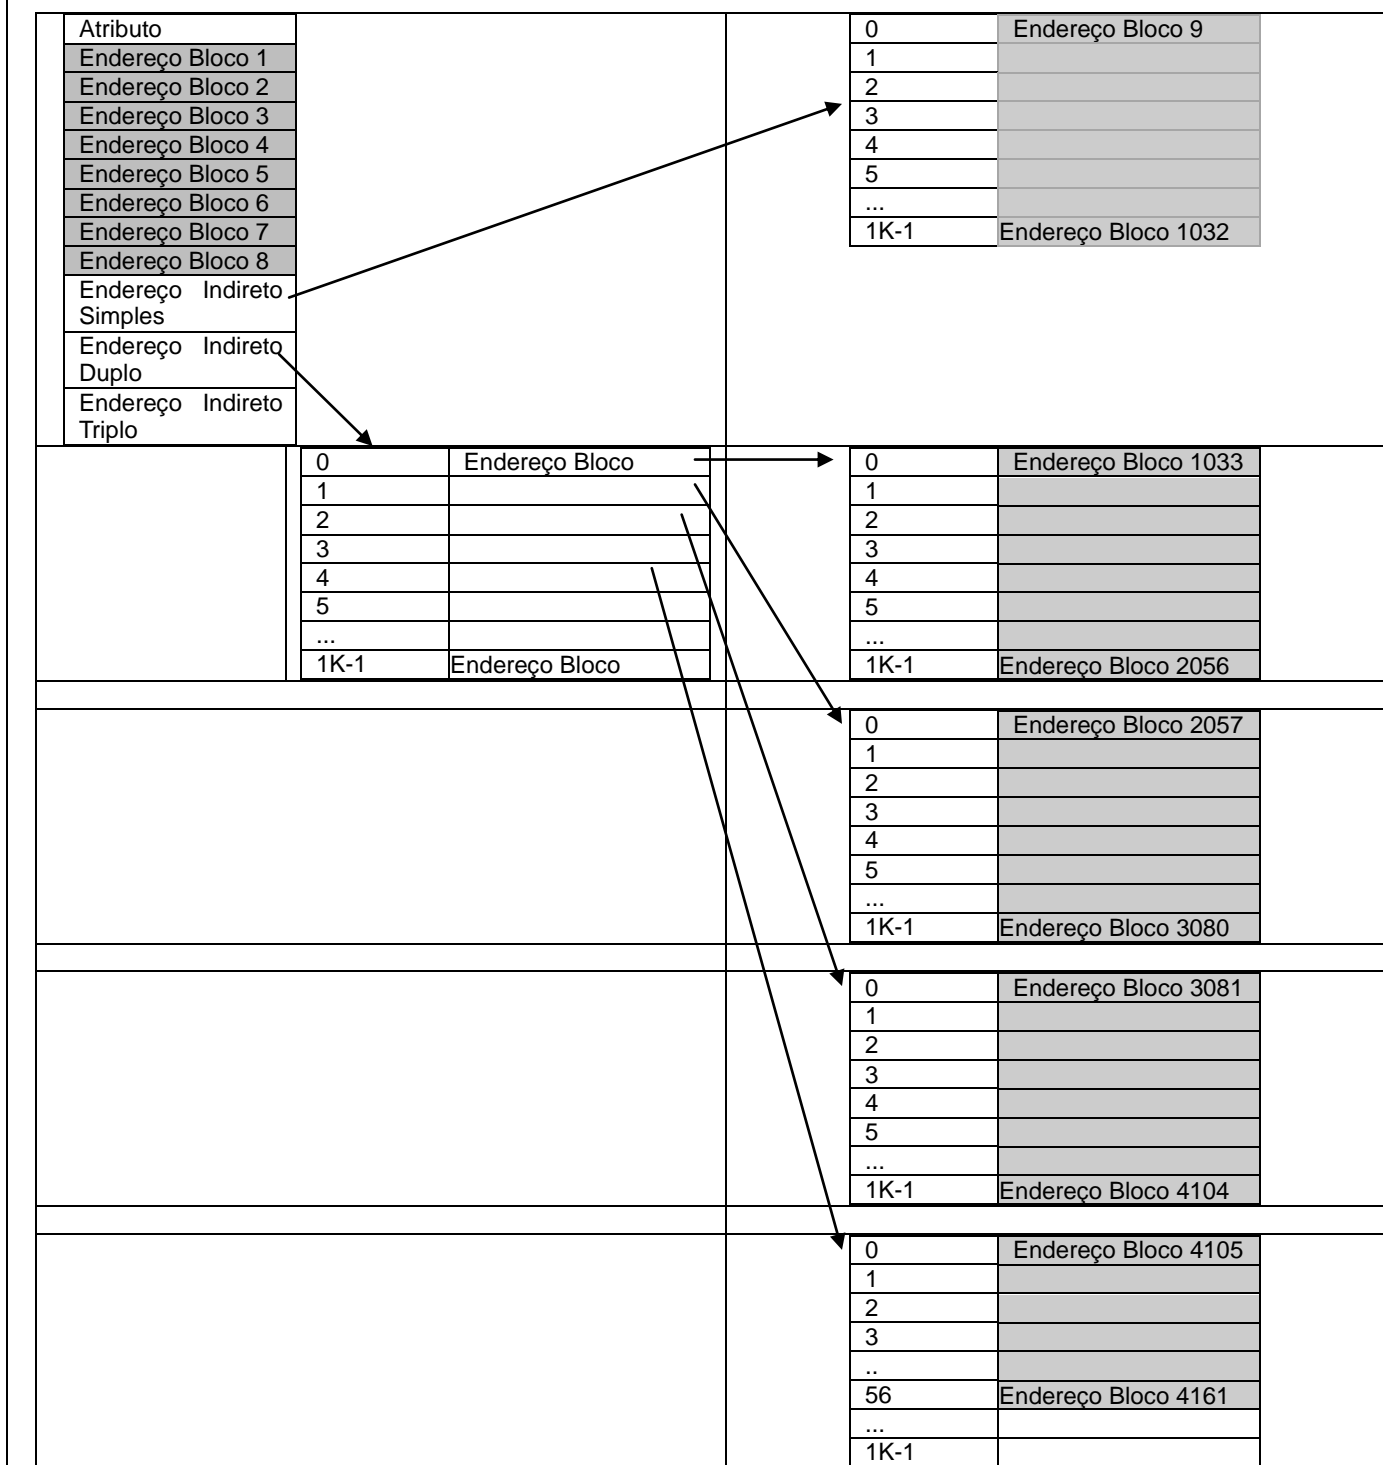 Atributo
Endereço Bloco 1
Endereço Bloco 2
Endereço Bloco 3
Endereço Bloco 4
Endereço Bloco 5
Endereço Bloco 6
Endereço Bloco 7
Endereço Bloco 8
Endereço Indireto
Simples
Endereço Indireto
Duplo
Endereço Indireto
Triplo
0 Endereço Bloco 9
1
2
3
4
5
...
1K-1 Endereço Bloco 1032
0 Endereço Bloco
1
2
3
4
5
...
1K-1 Endereço Bloco
0 Endereço Bloco 1033
1
2
3
4
5
...
1K-1 Endereço Bloco 2056
0 Endereço Bloco 2057
1
2
3
4
5
...
1K-1 Endereço Bloco 3080
0 Endereço Bloco 3081
1
2
3
4
5
...
1K-1 Endereço Bloco 4104
0 Endereço Bloco 4105
1
2
3
..
56 Endereço Bloco 4161
...
1K-1